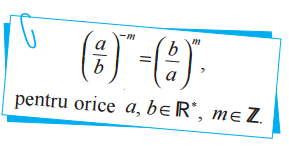 (a/b)⁻ᵐ = (b/a)ᵐ,
pentru orice a, b∈ℝ*, m∈ℤ.